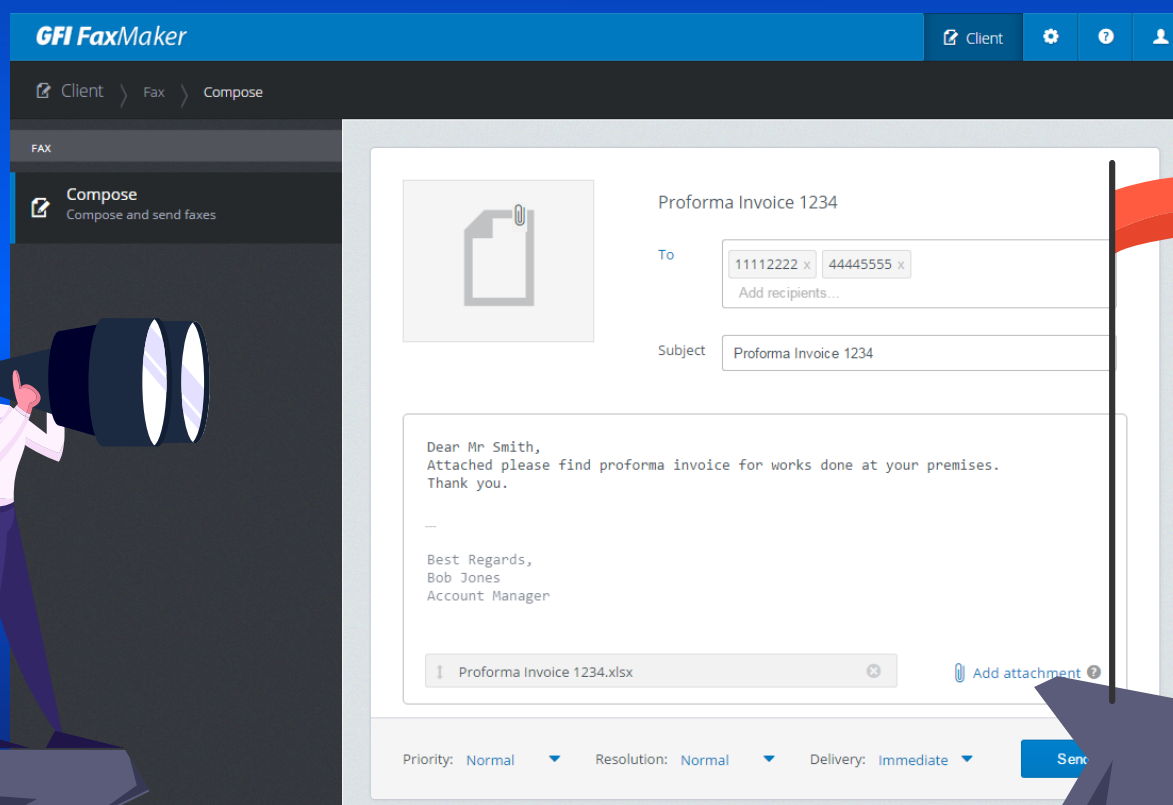 GFI FaxMaker
Client
Client
Fax
Compose
FAX
Compose
Compose and send faxes
Proforma Invoice 1234
To
11112222 x 44445555 x
Add recipients...
Subject
Proforma Invoice 1234
Dear Mr Smith,
Attached please find proforma invoice for works done at your premises.
Thank you.
—
Best Regards,
Bob Jones
Account Manager
Proforma Invoice 1234.xlsx
Add attachment ?
Priority: Normal Resolution: Normal Delivery: Immediate
Send